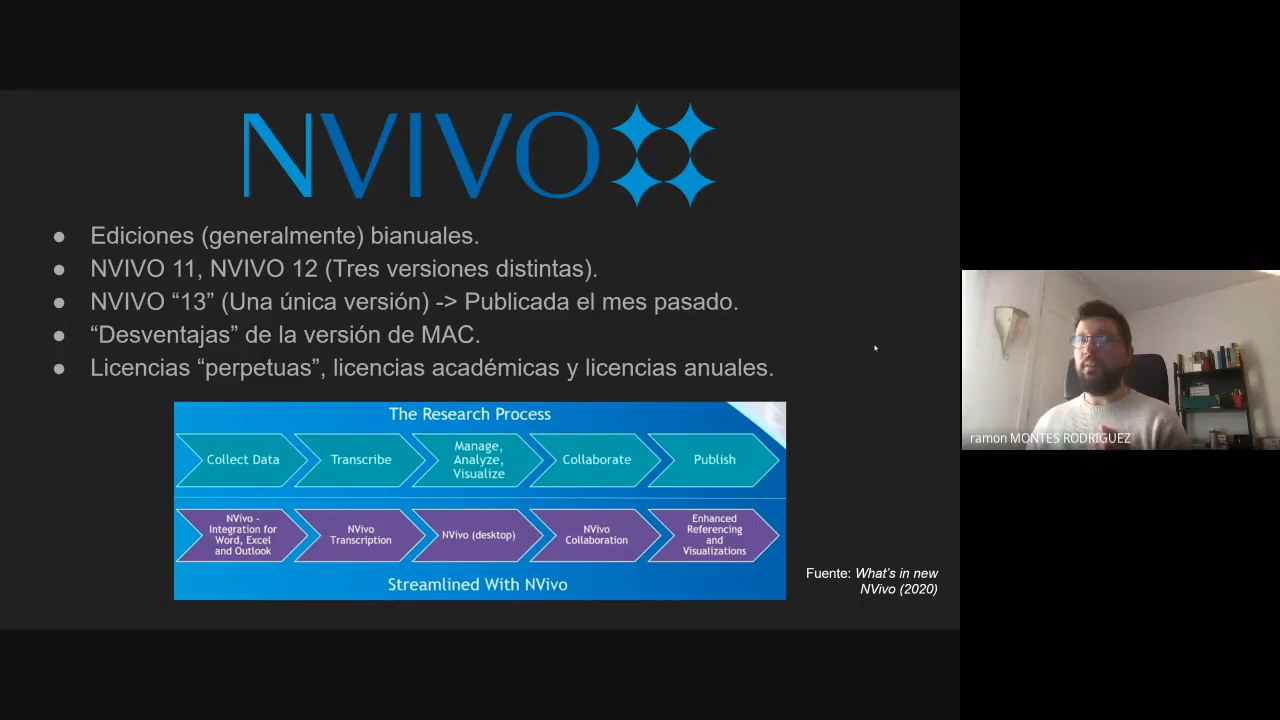 NVIVO
● Ediciones (generalmente) bianuales.
● NVIVO 11, NVIVO 12 (Tres versiones distintas).
● NVIVO “13” (Una única versión) -> Publicada el mes pasado.
● “Desventajas” de la versión de MAC.
● Licencias “perpetuas”, licencias académicas y licencias anuales.
The Research Process
Collect Data
Transcribe
Manage,
Analyze,
Visualize
Collaborate
Publish
NVivo -
Integration for
Word, Excel
and Outlook
NVivo
Transcription
NVivo (desktop)
NVivo
Collaboration
Enhanced
Referencing
and
Visualizations
Streamlined With NVivo
Fuente: What's in new
NVivo (2020)
ramon MONTES RODRIGUEZ